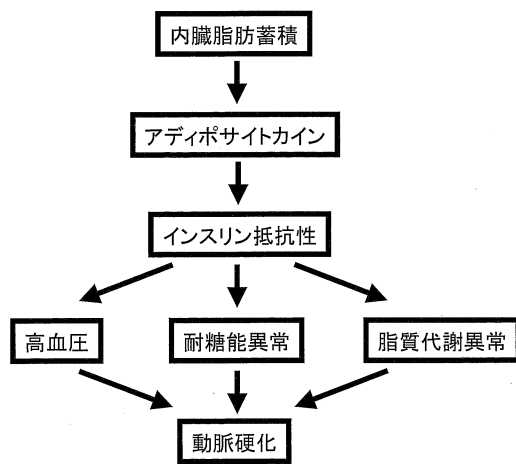 内臓脂肪蓄積
アディポサイトカイン
インスリン抵抗性
高血圧
耐糖能異常
脂質代謝異常
動脈硬化